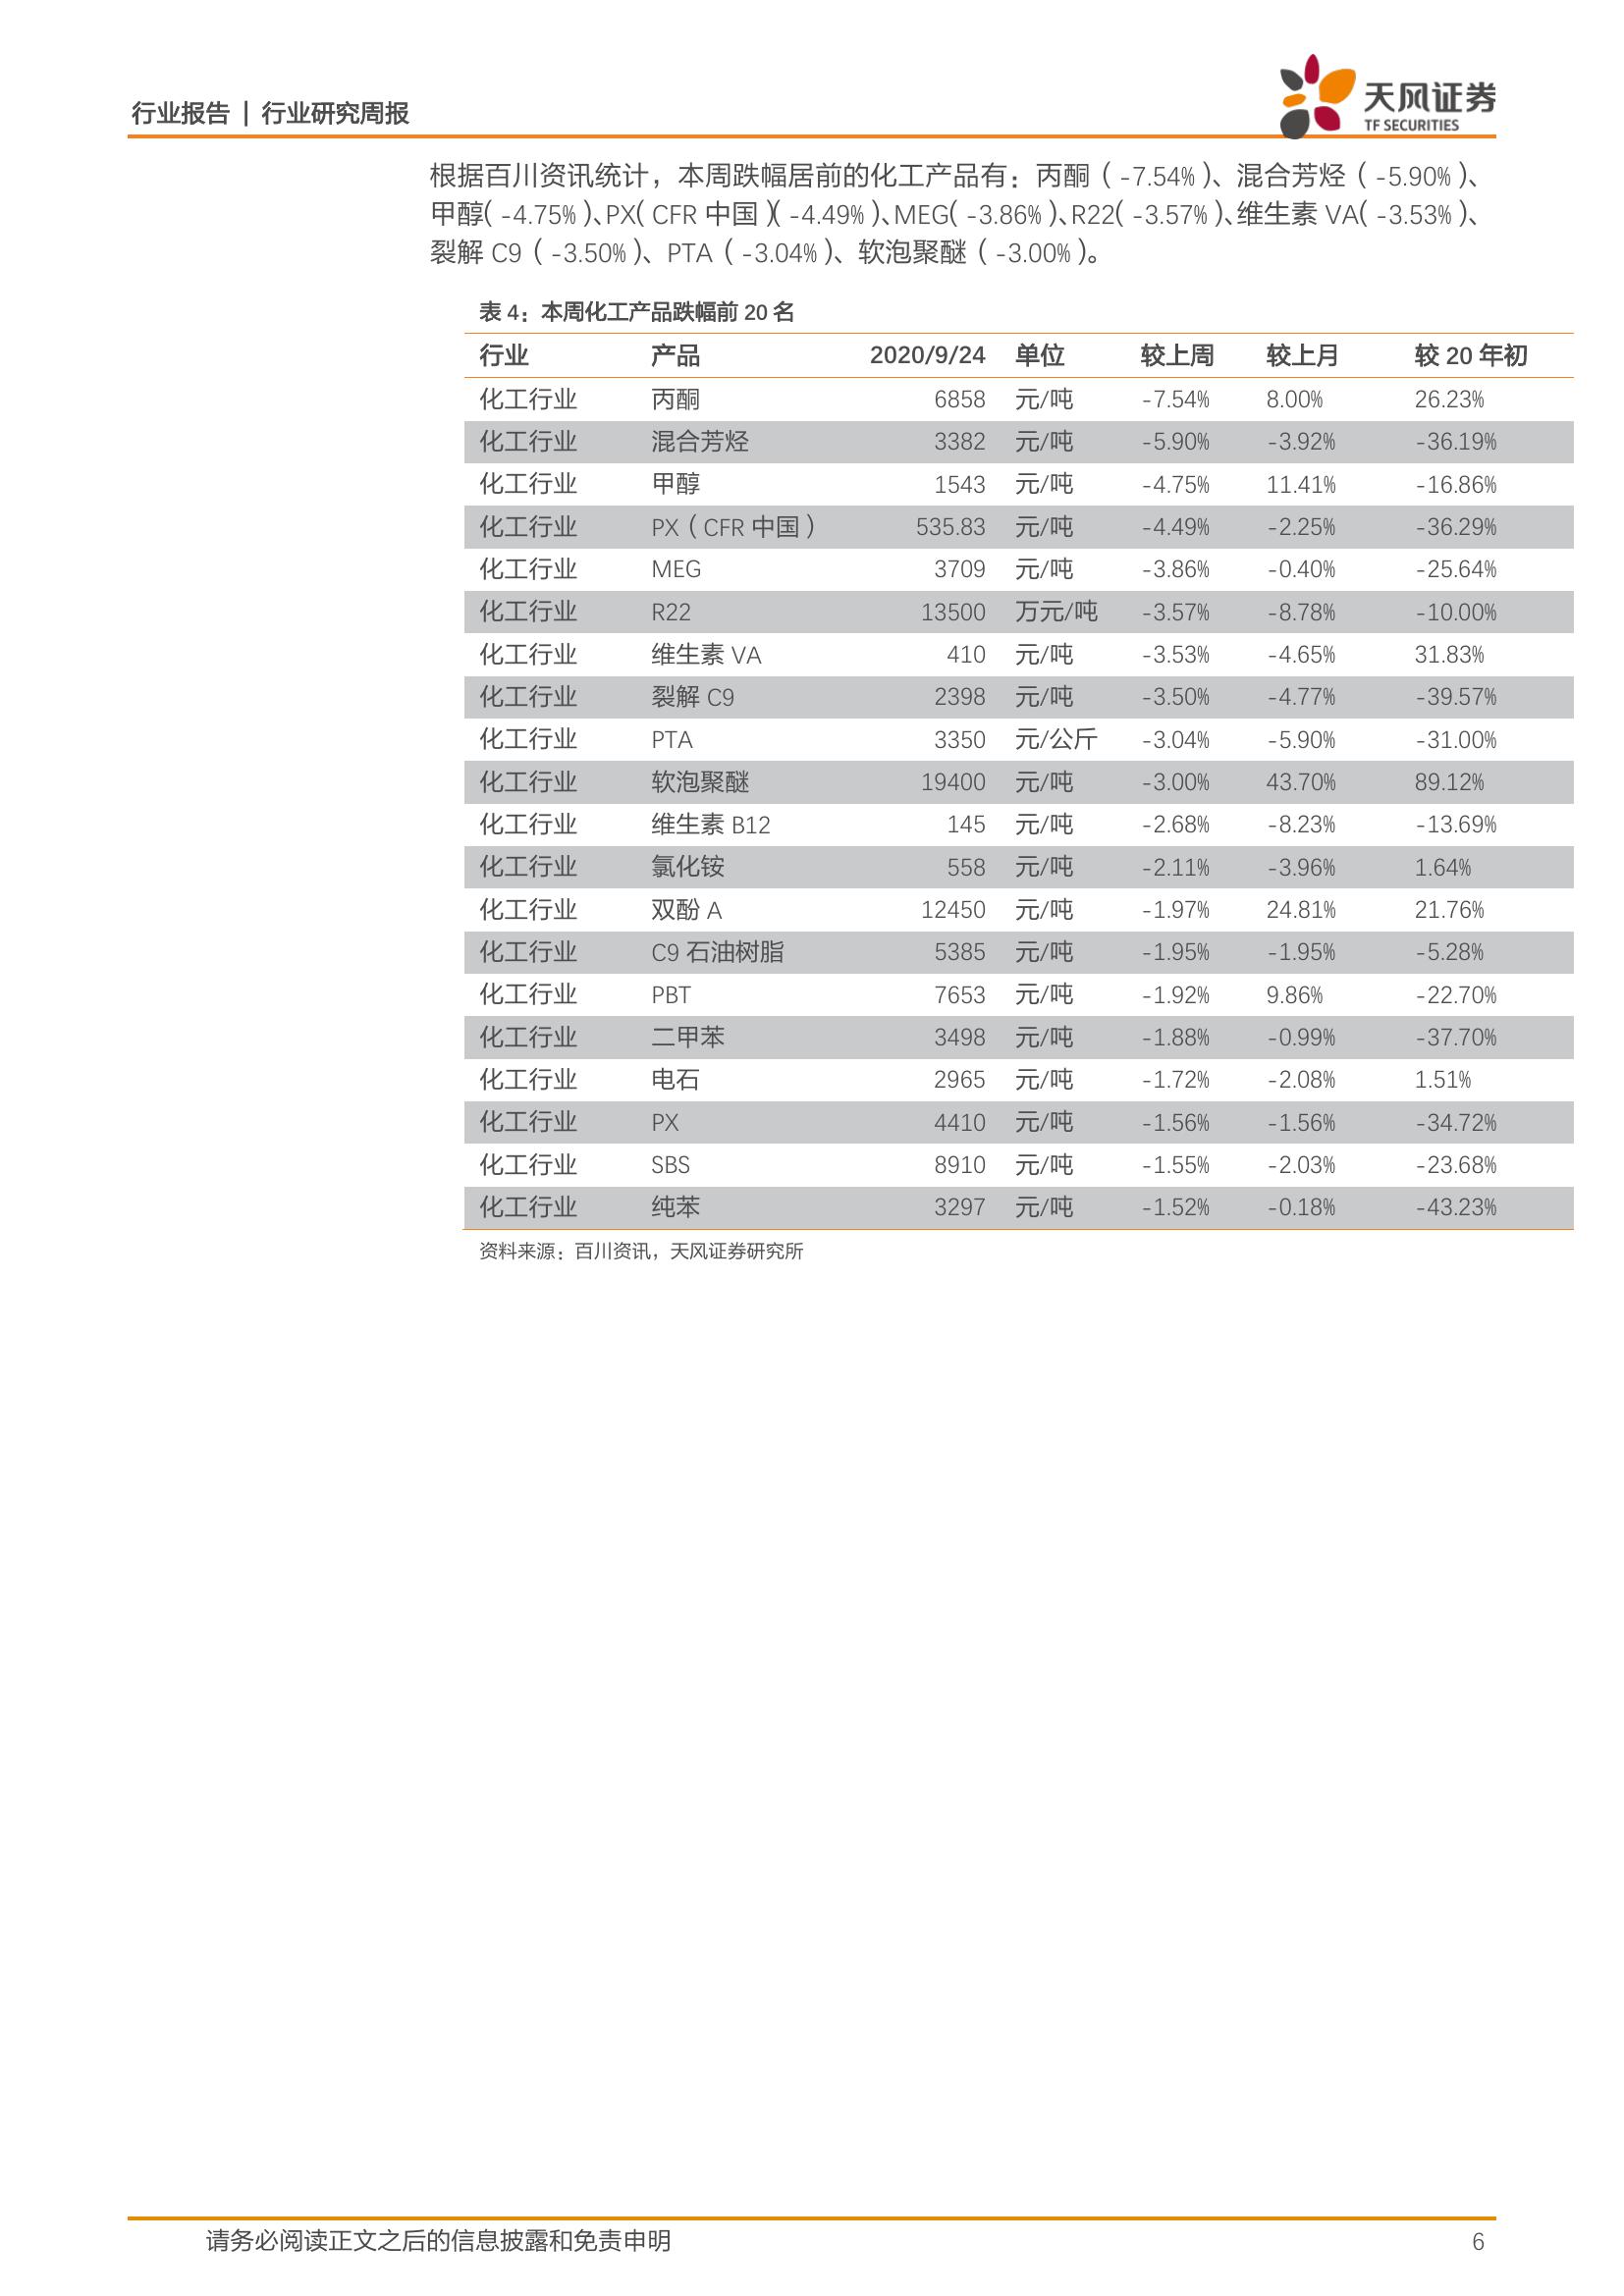 行业报告 | 行业研究周报
天风证券
TF SECURITIES
根据百川资讯统计，本周跌幅居前的化工产品有：丙酮（-7.54%）、混合芳烃（-5.90%）、
甲醇（-4.75%）、PX（CFR 中国）（-4.49%）、MEG（-3.86%）、R22（-3.57%）、维生素 VA（-3.53%）、
裂解 C9（-3.50%）、PTA（-3.04%）、软泡聚醚（-3.00%）。
表 4：本周化工产品跌幅前 20 名
行业 产品 2020/9/24 单位 较上周 较上月 较 20 年初
化工行业 丙酮 6858 元/吨 -7.54% 8.00% 26.23%
化工行业 混合芳烃 3382 元/吨 -5.90% -3.92% -36.19%
化工行业 甲醇 1543 元/吨 -4.75% 11.41% -16.86%
化工行业 PX（CFR 中国） 535.83 元/吨 -4.49% -2.25% -36.29%
化工行业 MEG 3709 元/吨 -3.86% -0.40% -25.64%
化工行业 R22 13500 万元/吨 -3.57% -8.78% -10.00%
化工行业 维生素 VA 410 元/吨 -3.53% -4.65% 31.83%
化工行业 裂解 C9 2398 元/吨 -3.50% -4.77% -39.57%
化工行业 PTA 3350 元/公斤 -3.04% -5.90% -31.00%
化工行业 软泡聚醚 19400 元/吨 -3.00% 43.70% 89.12%
化工行业 维生素 B12 145 元/吨 -2.68% -8.23% -13.69%
化工行业 氯化铵 558 元/吨 -2.11% -3.96% 1.64%
化工行业 双酚 A 12450 元/吨 -1.97% 24.81% 21.76%
化工行业 C9 石油树脂 5385 元/吨 -1.95% -1.95% -5.28%
化工行业 PBT 7653 元/吨 -1.92% 9.86% -22.70%
化工行业 二甲苯 3498 元/吨 -1.88% -0.99% -37.70%
化工行业 电石 2965 元/吨 -1.72% -2.08% 1.51%
化工行业 PX 4410 元/吨 -1.56% -1.56% -34.72%
化工行业 SBS 8910 元/吨 -1.55% -2.03% -23.68%
化工行业 纯苯 3297 元/吨 -1.52% -0.18% -43.23%
资料来源：百川资讯，天风证券研究所
请务必阅读正文之后的信息披露和免责申明 6